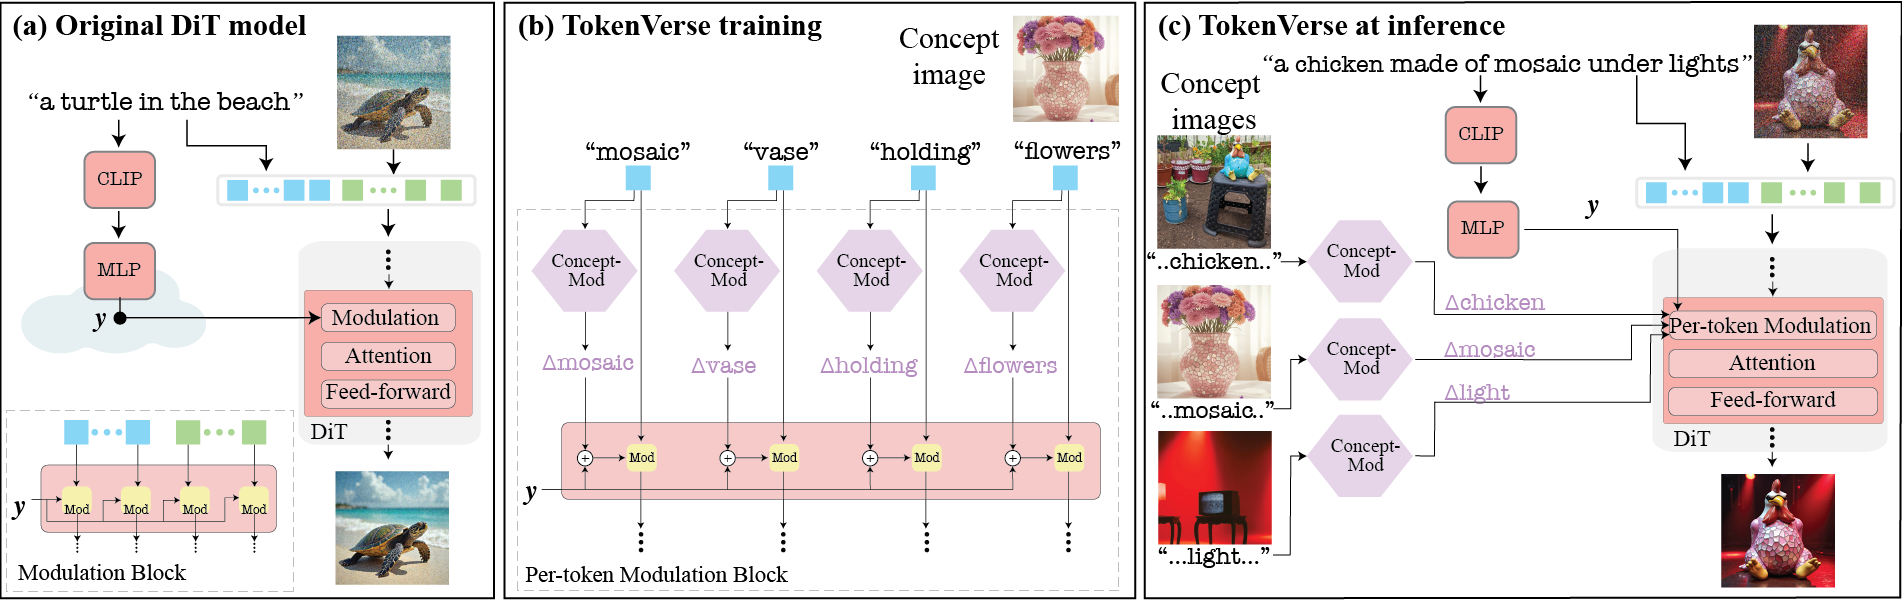 (a) Original DiT model
“a turtle in the beach”
CLIP
MLP
y
Modulation
Attention
Feed-forward
DiT
y
Mod
Mod
Mod
Mod
Modulation Block
(b) TokenVerse training
Concept
image
“mosaic”
“vase”
“holding”
“flowers”
Concept-
Mod
Concept-
Mod
Concept-
Mod
Concept-
Mod
Δmosaic
Δvase
Δholding
Δflowers
+
Mod
+
Mod
+
Mod
+
Mod
y
Per-token Modulation Block
(c) TokenVerse at inference
“a chicken made of mosaic under lights”
Concept
images
CLIP
MLP
y
“..chicken..”
Concept-
Mod
Δchicken
“..mosaic..”
Concept-
Mod
Δmosaic
“...light...”
Concept-
Mod
Δlight
Per-token Modulation
Attention
Feed-forward
DiT